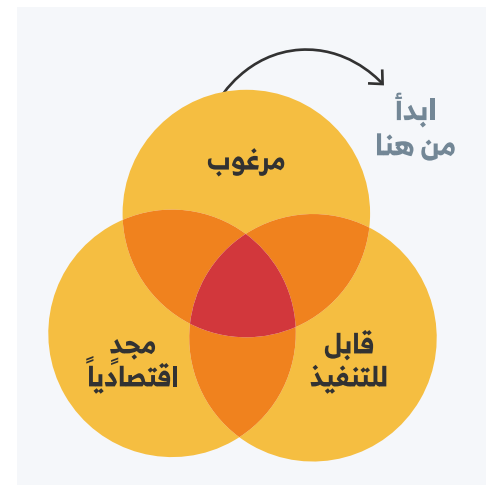 ابدأ
من هنا
مرغوب
قابل
للتنفيذ
مجدٍ
اقتصادياً